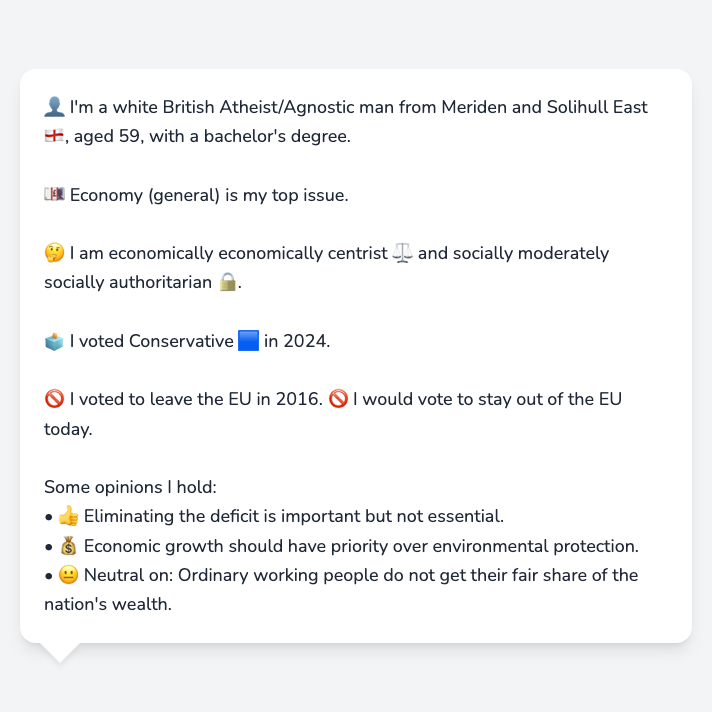 👤 I'm a white British Atheist/Agnostic man from Meriden and Solihull East
🏴󠁧󠁢󠁥󠁮󠁧󠁿, aged 59, with a bachelor's degree.
💷 Economy (general) is my top issue.
🤔 I am economically economically centrist ⚖️ and socially moderately
socially authoritarian 🔒.
🗳️ I voted Conservative 🟦 in 2024.
🚫 I voted to leave the EU in 2016. 🚫 I would vote to stay out of the EU
today.
Some opinions I hold:
• 👍 Eliminating the deficit is important but not essential.
• 💰 Economic growth should have priority over environmental protection.
• 😐 Neutral on: Ordinary working people do not get their fair share of the
nation's wealth.